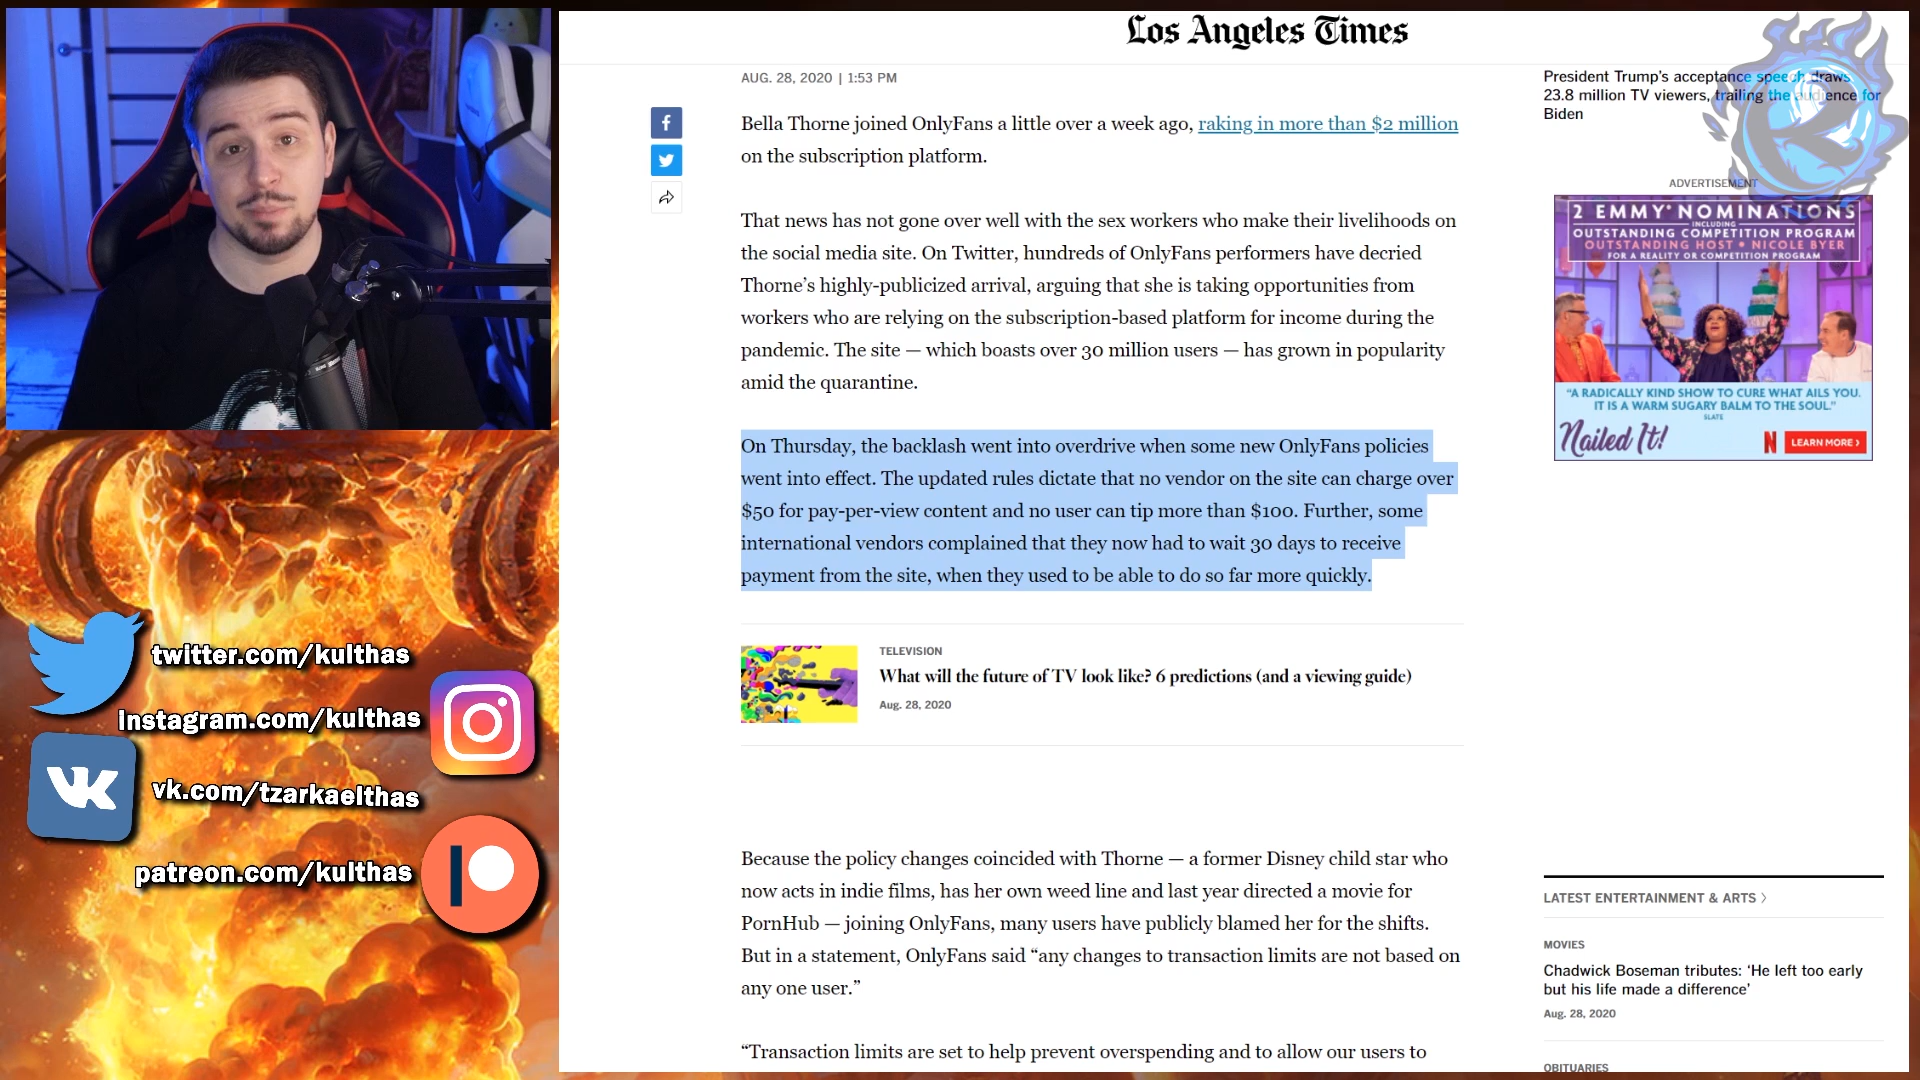 Los Angeles Times
AUG. 28, 2020 | 1:53 PM
Bella Thorne joined OnlyFans a little over a week ago, raking in more than $2 million
on the subscription platform.
That news has not gone over well with the sex workers who make their livelihoods on
the social media site. On Twitter, hundreds of OnlyFans performers have decried
Thorne’s highly-publicized arrival, arguing that she is taking opportunities from
workers who are relying on the subscription-based platform for income during the
pandemic. The site — which boasts over 30 million users — has grown in popularity
amid the quarantine.
On Thursday, the backlash went into overdrive when some new OnlyFans policies
went into effect. The updated rules dictate that no vendor on the site can charge over
$50 for pay-per-view content and no user can tip more than $100. Further, some
international vendors complained that they now had to wait 30 days to receive
payment from the site, when they used to be able to do so far more quickly.
TELEVISION
What will the future of TV look like? 6 predictions (and a viewing guide)
Aug. 28, 2020
Because the policy changes coincided with Thorne — a former Disney child star who
now acts in indie films, has her own weed line and last year directed a movie for
PornHub — joining OnlyFans, many users have publicly blamed her for the shifts.
But in a statement, OnlyFans said “any changes to transaction limits are not based on
any one user.”
“Transaction limits are set to help prevent overspending and to allow our users to
President Trump’s acceptance speech draws
23.8 million TV viewers, trailing the audience for
Biden
ADVERTISEMENT
2 EMMY® NOMINATIONS
INCLUDING
OUTSTANDING COMPETITION PROGRAM
OUTSTANDING HOST • NICOLE BYER
FOR A REALITY OR COMPETITION PROGRAM
“A RADICALLY KIND SHOW TO CURE WHAT AILS YOU.
IT IS A WARM SUGARY BALM TO THE SOUL.”
SLATE
Nailed It!
N
LEARN MORE >
LATEST ENTERTAINMENT & ARTS >
MOVIES
Chadwick Boseman tributes: ‘He left too early
but his life made a difference’
Aug. 28, 2020
OBITUARIES
twitter.com/kulthas
instagram.com/kulthas
vk.com/tzarkaelthas
patreon.com/kulthas